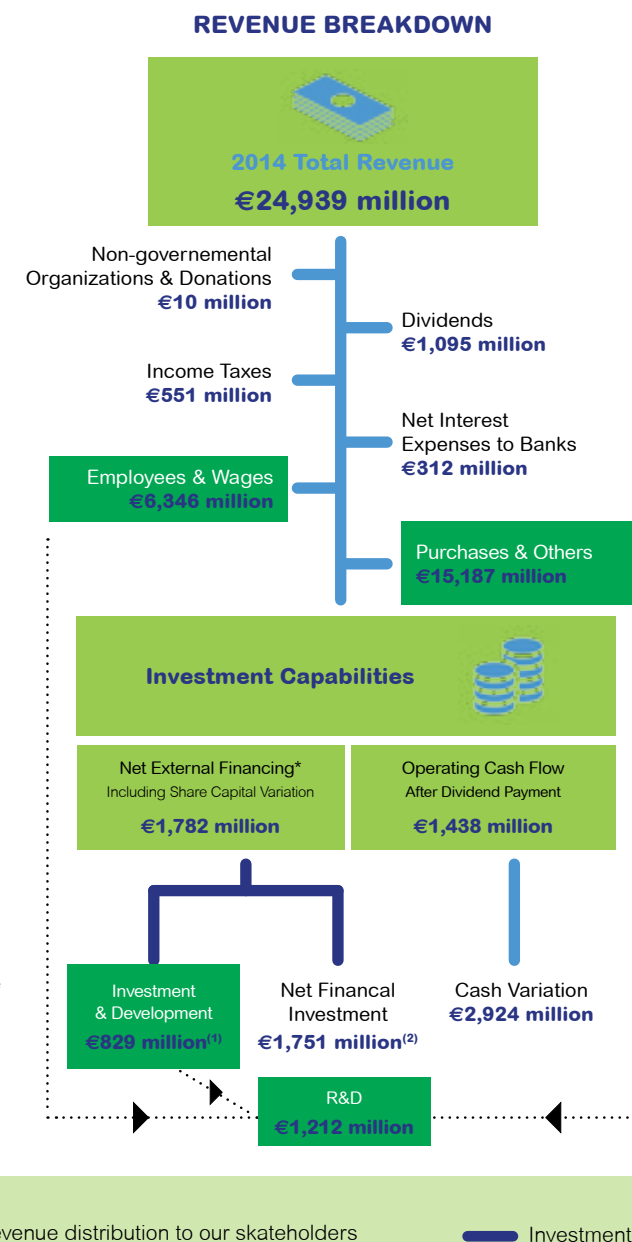 REVENUE BREAKDOWN
2014 Total Revenue
€24,939 million
Non-governemental
Organizations & Donations
€10 million
Dividends
€1,095 million
Income Taxes
€551 million
Net Interest
Expenses to Banks
€312 million
Employees & Wages
€6,346 million
Purchases & Others
€15,187 million
Investment Capabilities
Net External Financing*
Including Share Capital Variation
€1,782 million
Operating Cash Flow
After Dividend Payment
€1,438 million
Investment
& Development
€829 million(1)
Net Financal
Investment
€1,751 million(2)
Cash Variation
€2,924 million
R&D
€1,212 million
evenue distribution to our skateholders
Investment